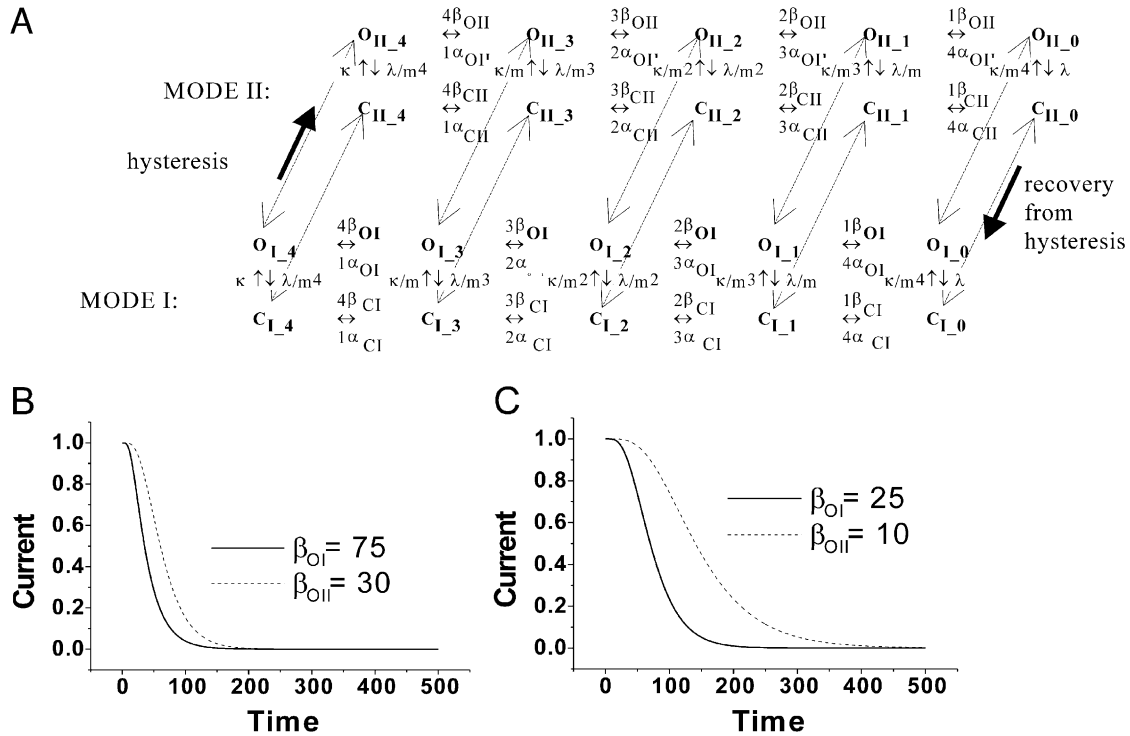 A
4βOII 3βOII 2βOII 1βOII
OII_4 ↔ OII_3 ↔ OII_2 ↔ OII_1 ↔ OII_0
1αOI' 2αOI' 3αOI' 4αOI'
κ ↑↓ λ/m4 κ/m ↑↓ λ/m3 κ/m2 ↑↓ λ/m2 κ/m3 ↑↓ λ/m κ/m4 ↑↓ λ
MODE II:
4βCII 3βCII 2βCII 1βCII
CII_4 ↔ CII_3 ↔ CII_2 ↔ CII_1 ↔ CII_0
1αCII 2αCII 3αCII 4αCII
hysteresis
recovery
from
hysteresis
4βOI 3βOI 2βOI 1βOI
OI_4 ↔ OI_3 ↔ OI_2 ↔ OI_1 ↔ OI_0
1αOI 2α 3αOI 4αOI
κ ↑↓ λ/m4 κ/m ↑↓ λ/m3 κ/m2 ↑↓ λ/m2 κ/m3 ↑↓ λ/m κ/m4 ↑↓ λ
MODE I:
4βCI 3βCI 2βCI 1βCI
CI_4 ↔ CI_3 ↔ CI_2 ↔ CI_1 ↔ CI_0
1αCI 2αCI 3αCI 4αCI
B
1.0
0.8
0.6
0.4
0.2
0.0
Current
βOI= 75
βOII= 30
0 100 200 300 400 500
Time
C
1.0
0.8
0.6
0.4
0.2
0.0
Current
βOI= 25
βOII= 10
0 100 200 300 400 500
Time